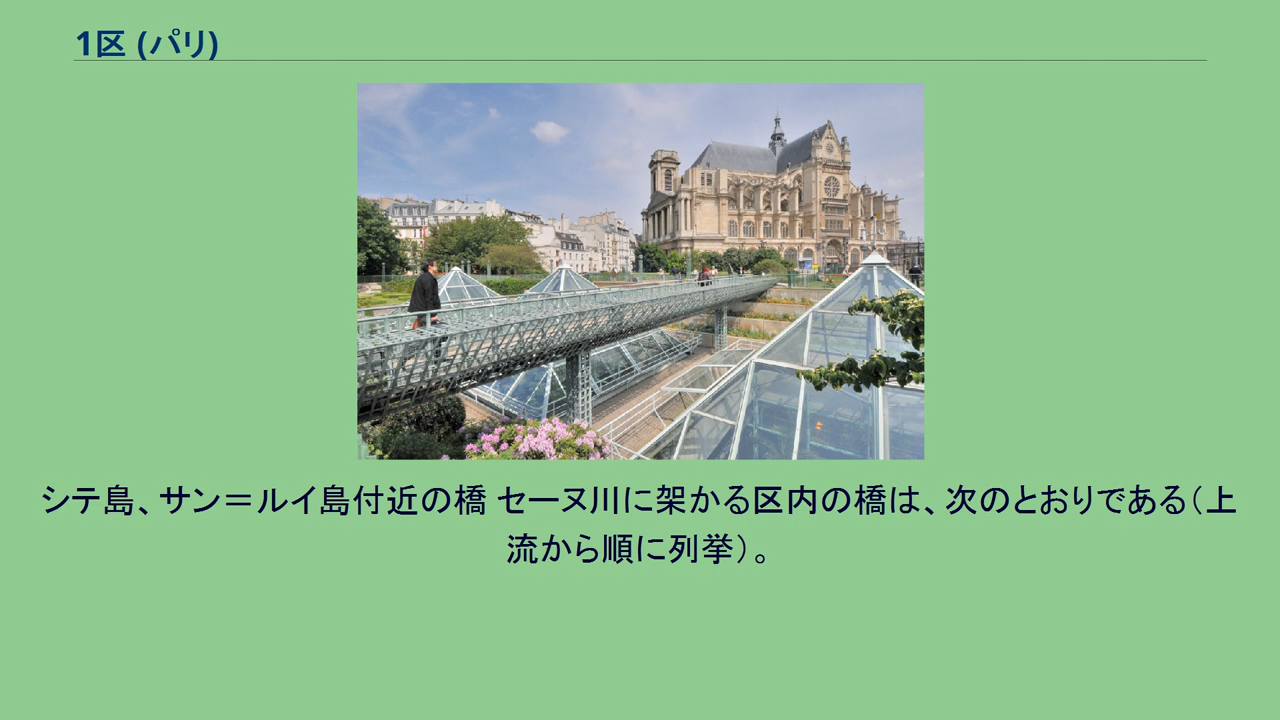 1区 (パリ)
シテ島、サン＝ルイ島付近の橋 セーヌ川に架かる区内の橋は、次のとおりである（上
流から順に列挙）。